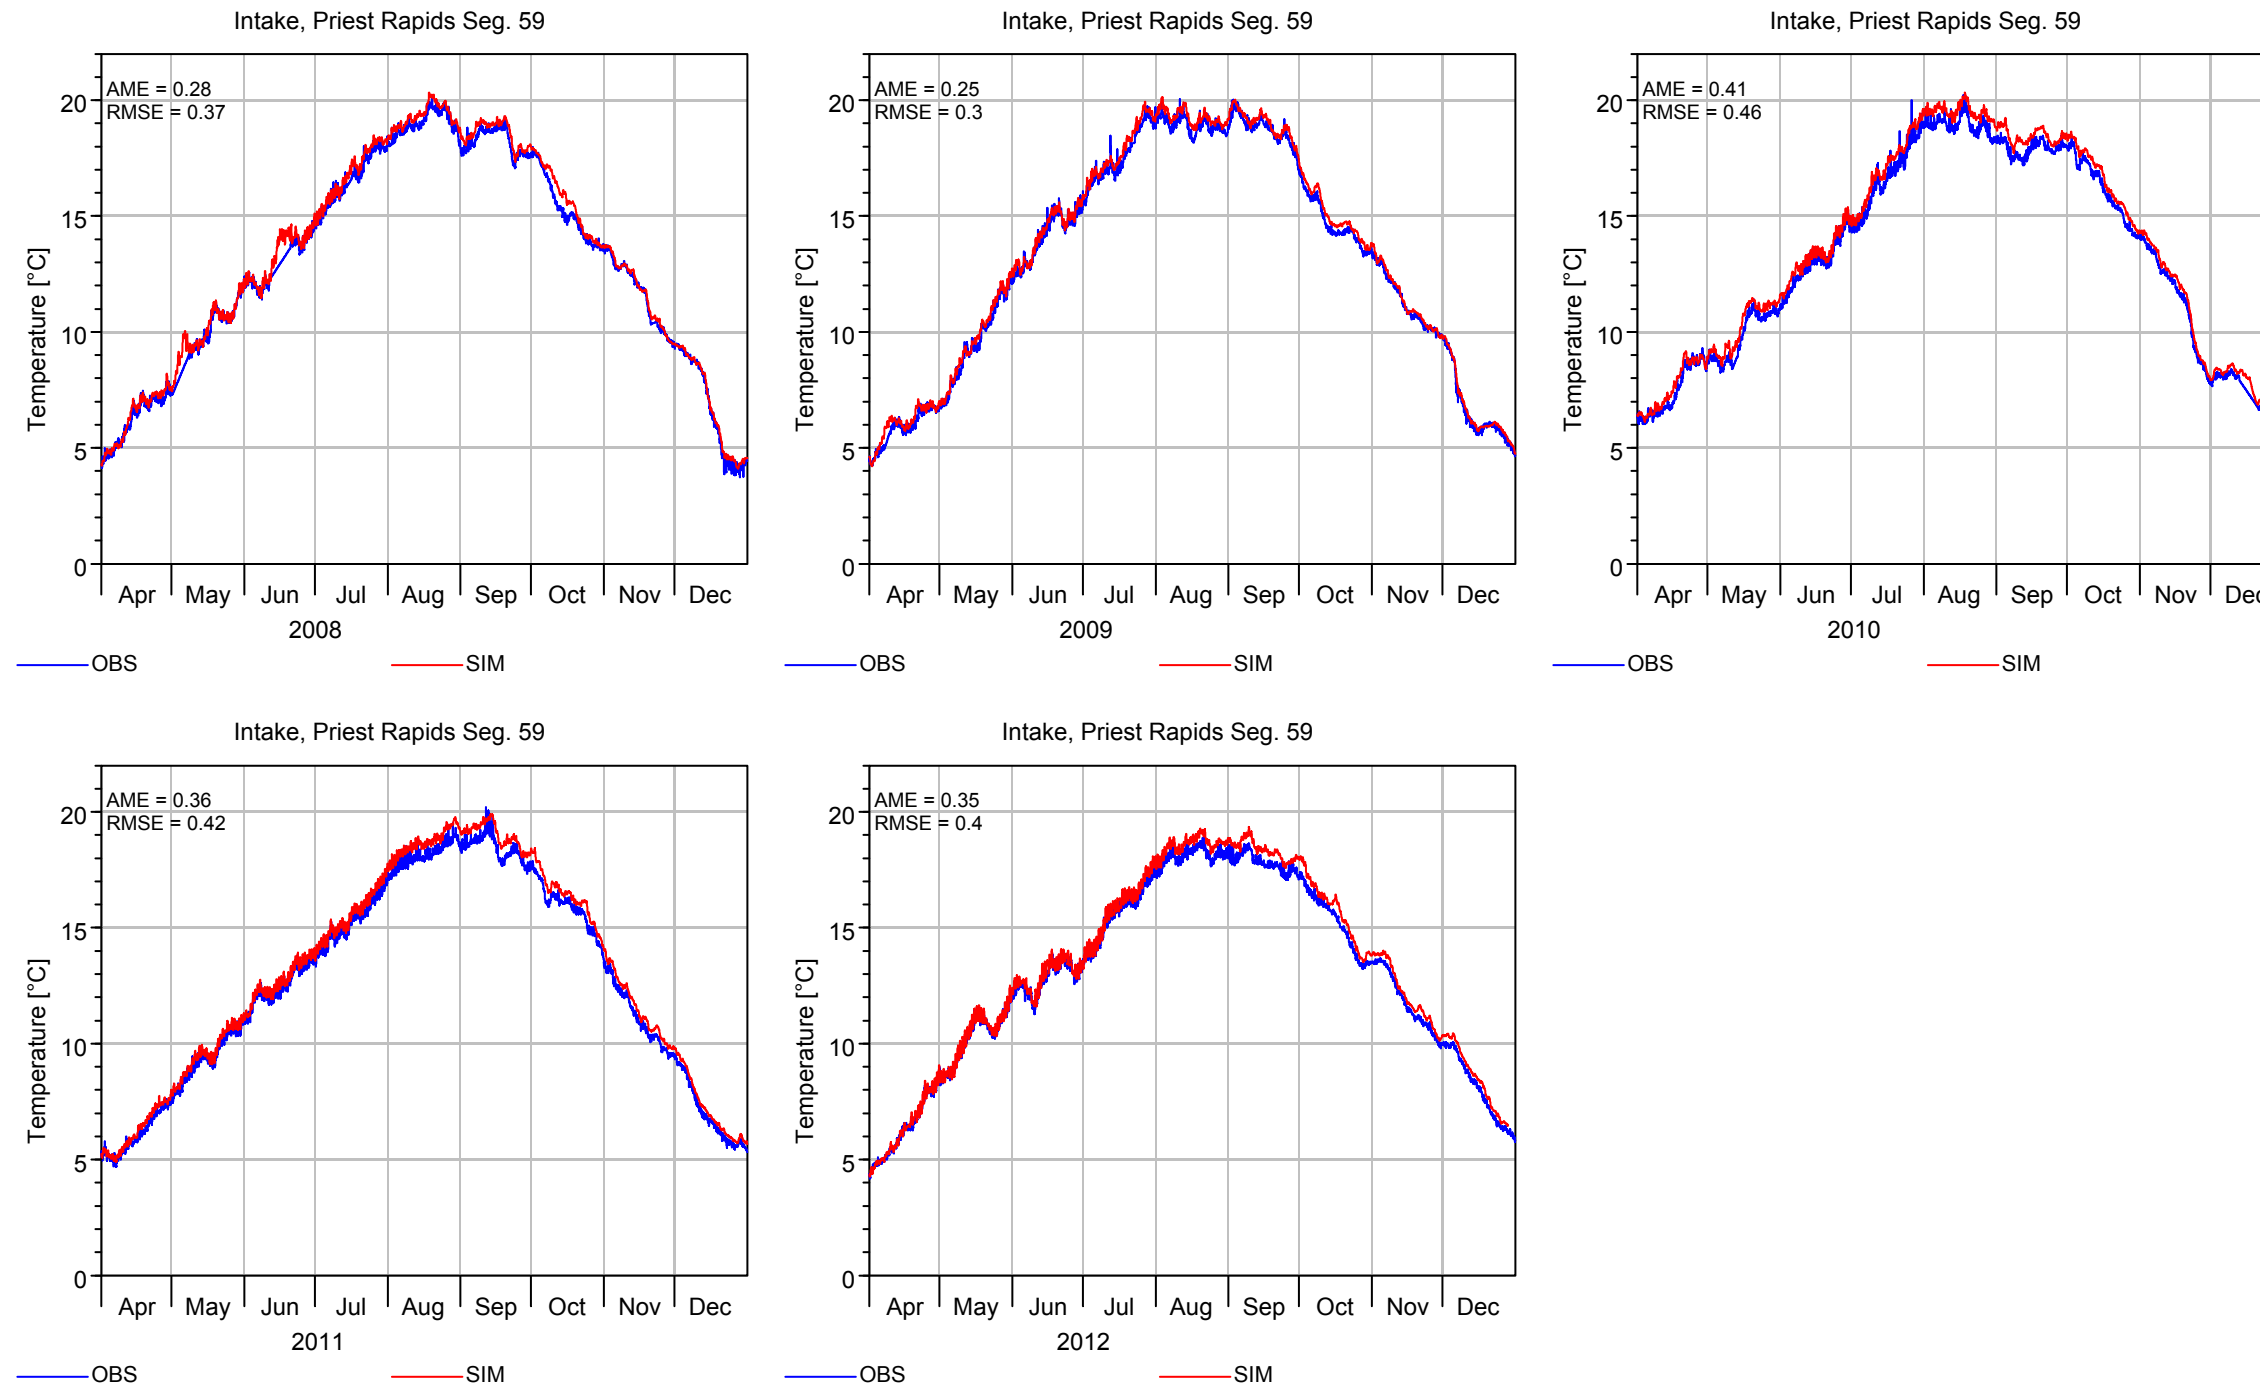 Intake, Priest Rapids Seg. 59
AME = 0.28
RMSE = 0.37
Temperature [°C]
20
15
10
5
0
Apr May Jun Jul Aug Sep Oct Nov Dec
2008
OBS SIM
Intake, Priest Rapids Seg. 59
AME = 0.25
RMSE = 0.3
Temperature [°C]
20
15
10
5
0
Apr May Jun Jul Aug Sep Oct Nov Dec
2009
OBS SIM
Intake, Priest Rapids Seg. 59
AME = 0.41
RMSE = 0.46
Temperature [°C]
20
15
10
5
0
Apr May Jun Jul Aug Sep Oct Nov Dec
2010
OBS SIM
Intake, Priest Rapids Seg. 59
AME = 0.36
RMSE = 0.42
Temperature [°C]
20
15
10
5
0
Apr May Jun Jul Aug Sep Oct Nov Dec
2011
OBS SIM
Intake, Priest Rapids Seg. 59
AME = 0.35
RMSE = 0.4
Temperature [°C]
20
15
10
5
0
Apr May Jun Jul Aug Sep Oct Nov Dec
2012
OBS SIM